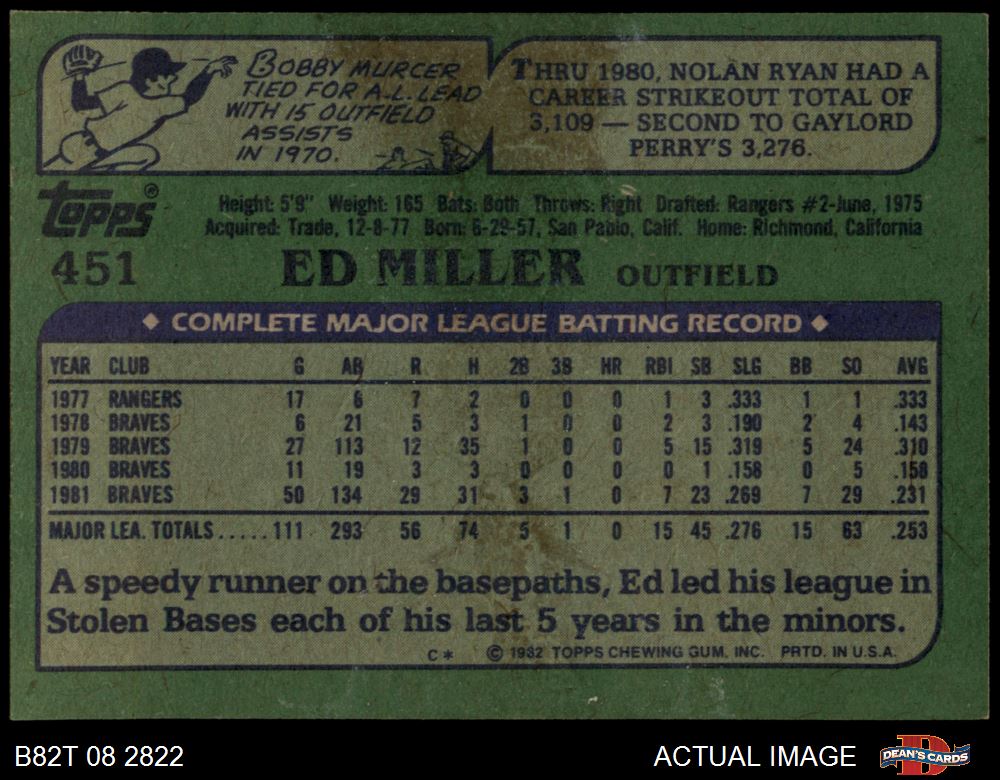 BOBBY MURCER
TIED FOR A.L. LEAD
WITH 15 OUTFIELD
ASSISTS
IN 1970.
THRU 1980, NOLAN RYAN HAD A
CAREER STRIKEOUT TOTAL OF
3,109 — SECOND TO GAYLORD
PERRY'S 3,276.
Topps®
Height: 5'9" Weight: 165 Bats: Both Throws: Right Drafted: Rangers #2-June, 1975
Acquired: Trade, 12-8-77 Born: 6-29-57, San Pablo, Calif. Home: Richmond, California
451 ED MILLER OUTFIELD
◆ COMPLETE MAJOR LEAGUE BATTING RECORD ◆
YEAR CLUB G AB R H 2B 3B HR RBI SB SLG BB SO AVG
1977 RANGERS 17 6 7 2 0 0 0 1 3 .333 1 1 .333
1978 BRAVES 6 21 5 3 1 0 0 2 3 .190 2 4 .143
1979 BRAVES 27 113 12 35 1 0 0 5 15 .319 5 24 .310
1980 BRAVES 11 19 3 3 0 0 0 0 1 .158 0 5 .158
1981 BRAVES 50 134 29 31 3 1 0 7 23 .269 7 29 .231
MAJOR LEA. TOTALS.....111 293 56 74 5 1 0 15 45 .276 15 63 .253
A speedy runner on the basepaths, Ed led his league in
Stolen Bases each of his last 5 years in the minors.
C* © 1982 TOPPS CHEWING GUM, INC. PRTD. IN U.S.A.
B82T 08 2822 ACTUAL IMAGE DEAN'S CARDS